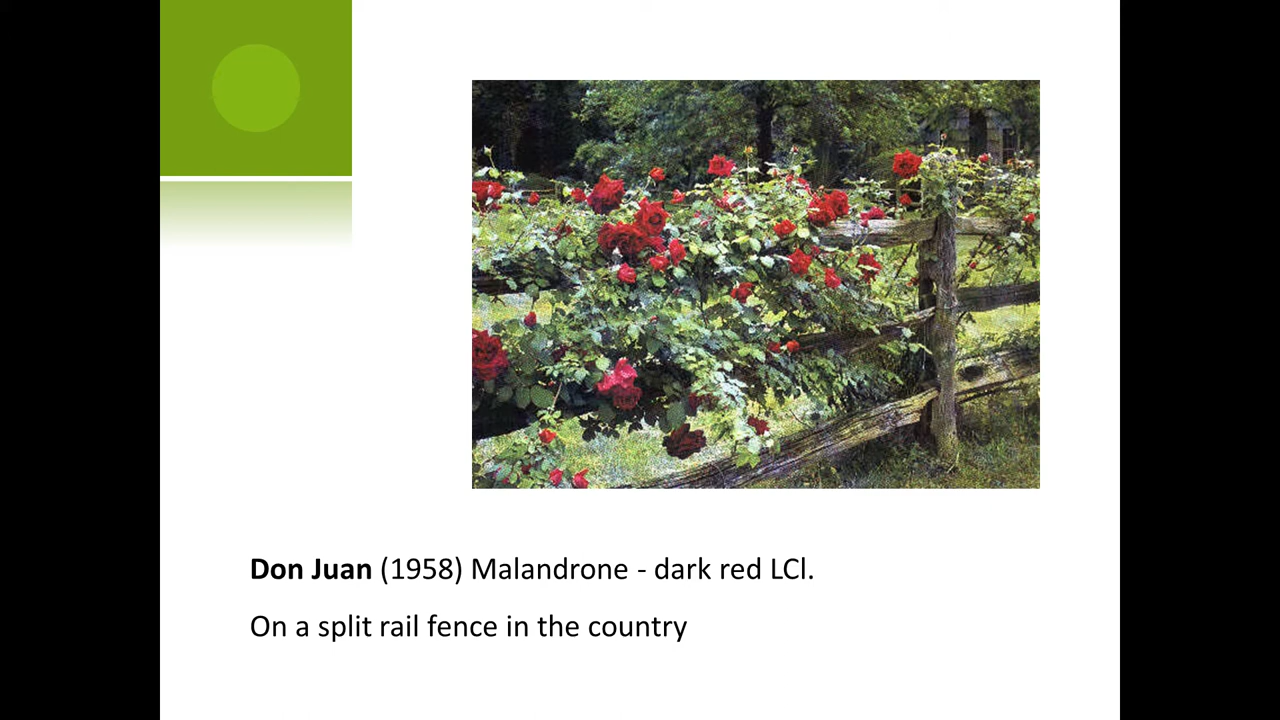 Don Juan (1958) Malandrone - dark red LCl.
On a split rail fence in the country